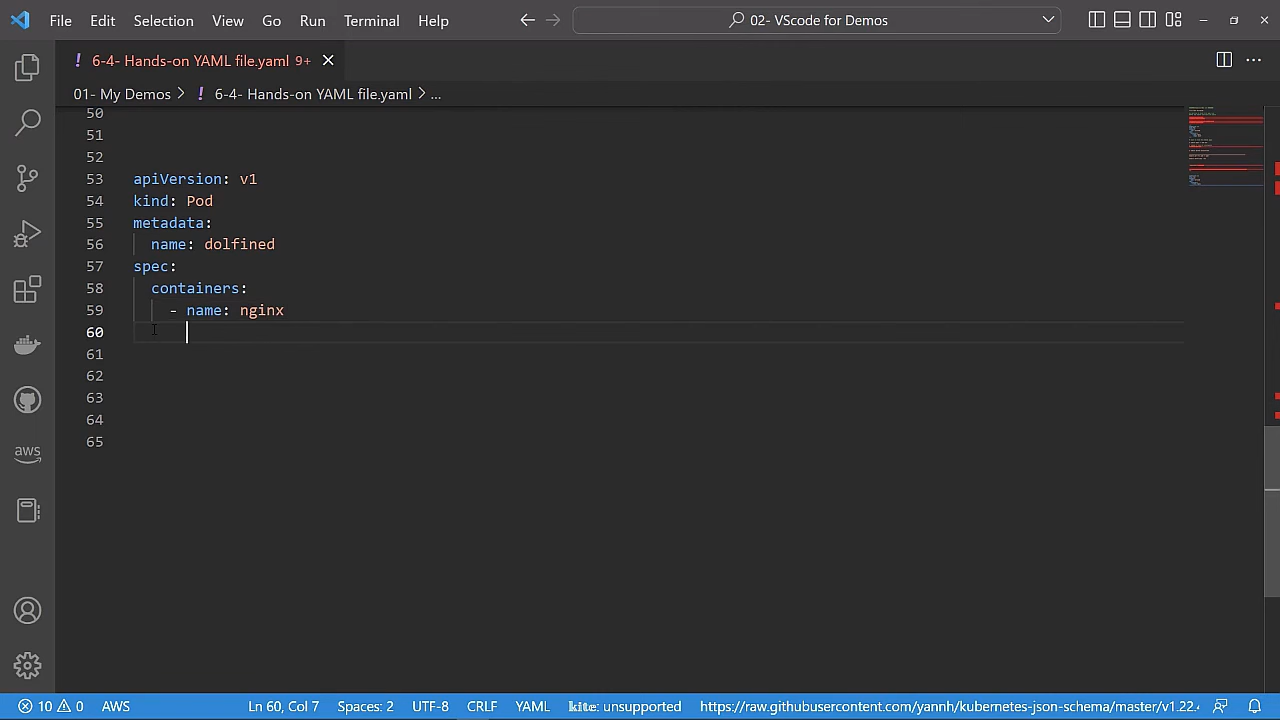 File Edit Selection View Go Run Terminal Help 02- VScode for Demos
! 6-4- Hands-on YAML file.yaml 9+
01- My Demos > ! 6-4- Hands-on YAML file.yaml > ...
50
51
52
53 apiVersion: v1
54 kind: Pod
55 metadata:
56 name: dolfined
57 spec:
58 containers:
59 - name: nginx
60
61
62
63
64
65
aws
10 0 AWS Ln 60, Col 7 Spaces: 2 UTF-8 CRLF YAML kite: unsupported https://raw.githubusercontent.com/yannh/kubernetes-json-schema/master/v1.22.